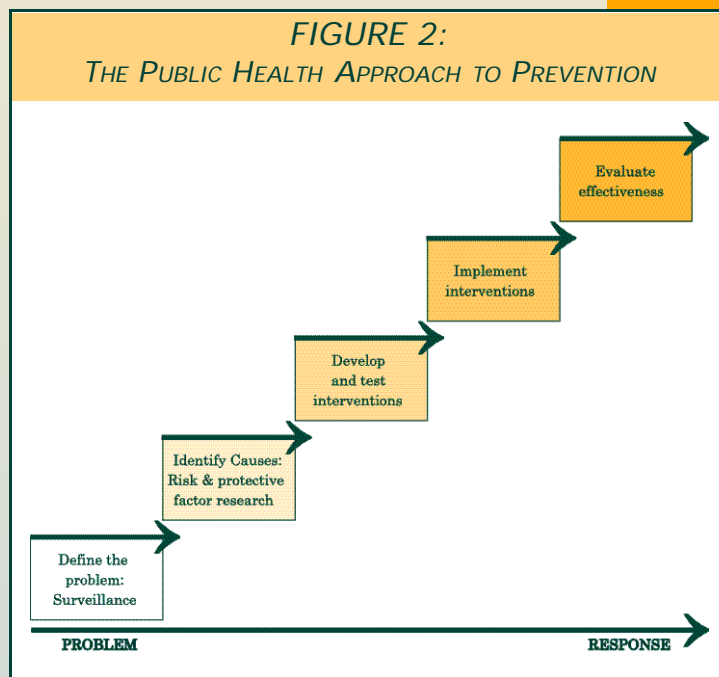 FIGURE 2:
THE PUBLIC HEALTH APPROACH TO PREVENTION
Evaluate
effectiveness
Implement
interventions
Develop
and test
interventions
Identify Causes:
Risk & protective
factor research
Define the
problem:
Surveillance
PROBLEM
RESPONSE